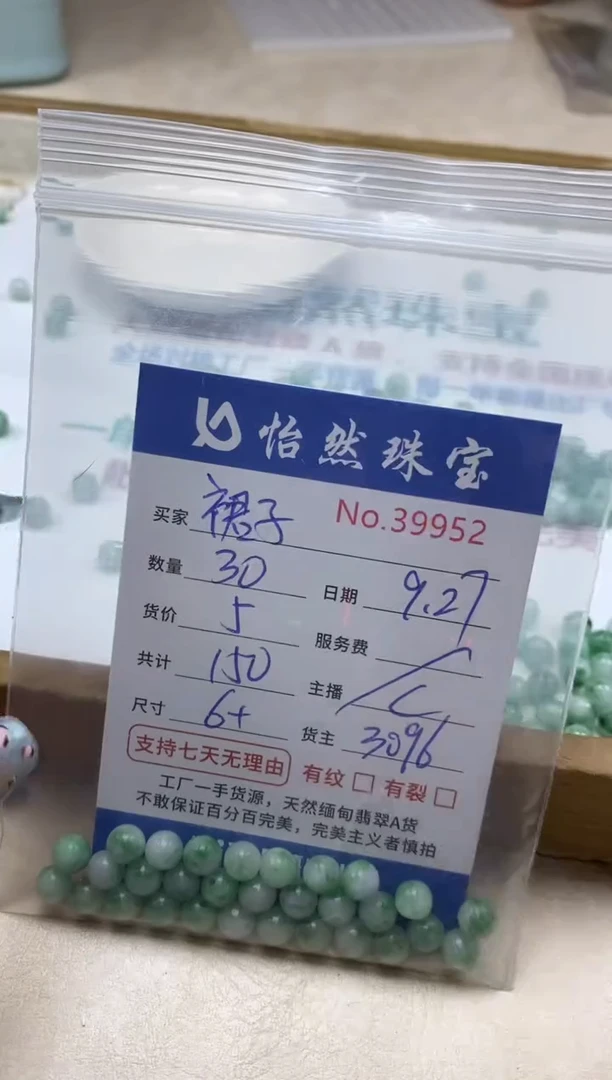 怡然珠宝
买家 裙子 No.39952
数量 30 日期 9.27
货价 5 服务费
共计 150 主播
尺寸 6+ 货主 3096
支持七天无理由 有纹 □ 有裂 □
工厂一手货源，天然缅甸翡翠A货
不敢保证百分百完美，完美主义者慎拍